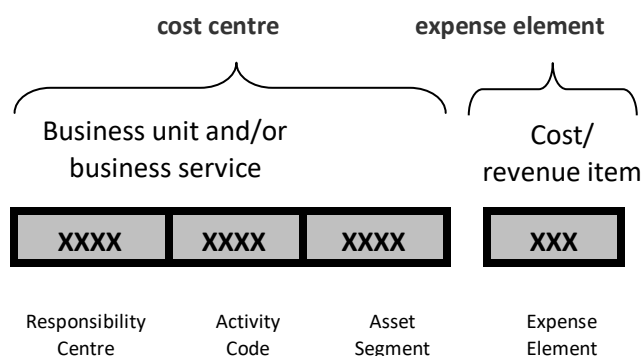 cost centre expense element
Business unit and/or
business service
Cost/
revenue item
XXXX XXXX XXXX XXX
Responsibility
Centre
Activity
Code
Asset
Segment
Expense
Element